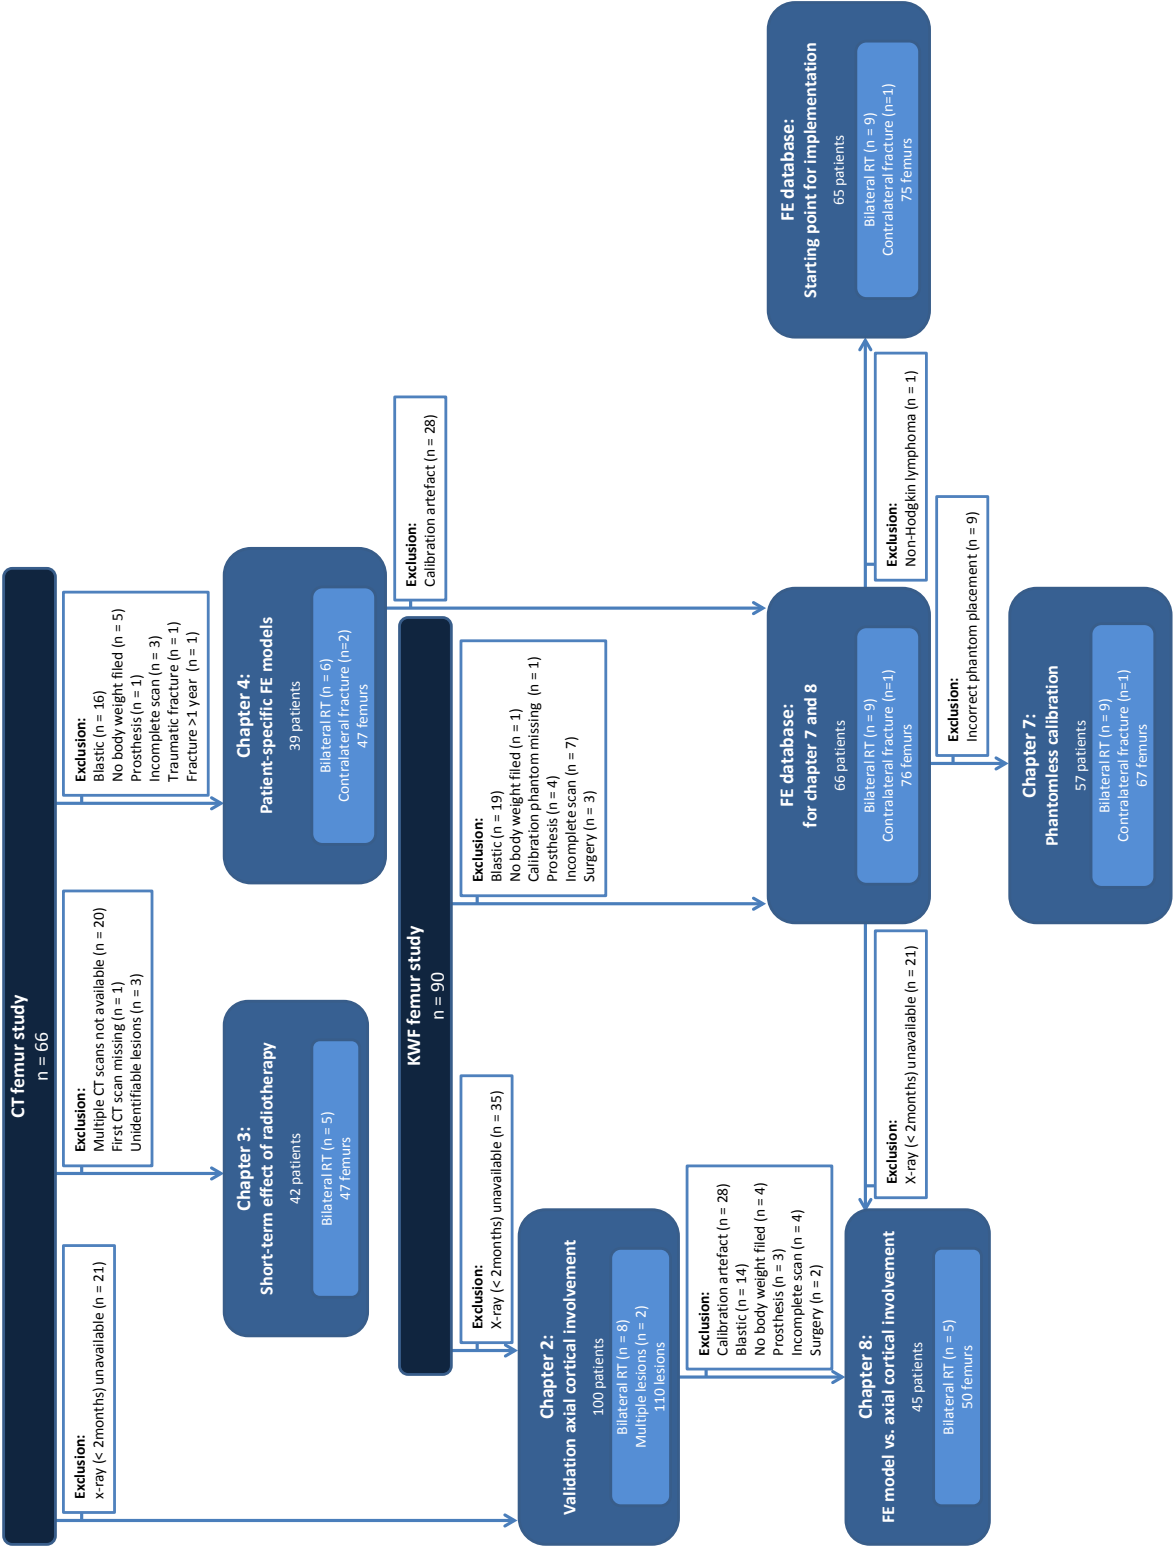 CT femur study
n = 66
Exclusion:
x-ray (< 2months) unavailable (n = 21)
Exclusion:
Multiple CT scans not available (n = 20)
First CT scan missing (n = 1)
Unidentifiable lesions (n = 3)
Exclusion:
Blastic (n = 16)
No body weight filed (n = 5)
Prosthesis (n = 1)
Incomplete scan (n = 3)
Traumatic fracture (n = 1)
Fracture >1 year (n = 1)
Chapter 3:
Short-term effect of radiotherapy
42 patients
Bilateral RT (n = 5)
47 femurs
Chapter 4:
Patient-specific FE models
39 patients
Bilateral RT (n = 6)
Contralateral fracture (n=2)
47 femurs
KWF femur study
n = 90
Exclusion:
Calibration artefact (n = 28)
Exclusion:
X-ray (< 2months) unavailable (n = 35)
Exclusion:
Blastic (n = 19)
No body weight filed (n = 1)
Calibration phantom missing (n = 1)
Prosthesis (n = 4)
Incomplete scan (n = 7)
Surgery (n = 3)
Chapter 2:
Validation axial cortical involvement
100 patients
Bilateral RT (n = 8)
Multiple lesions (n = 2)
110 lesions
Exclusion:
Calibration artefact (n = 28)
Blastic (n = 14)
No body weight filed (n = 4)
Prosthesis (n = 3)
Incomplete scan (n = 4)
Surgery (n = 2)
FE database:
for chapter 7 and 8
66 patients
Bilateral RT (n = 9)
Contralateral fracture (n=1)
76 femurs
FE database:
Starting point for implementation
65 patients
Bilateral RT (n = 9)
Contralateral fracture (n=1)
75 femurs
Chapter 8:
FE model vs. axial cortical involvement
45 patients
Bilateral RT (n = 5)
50 femurs
Exclusion:
X-ray (< 2months) unavailable (n = 21)
Exclusion:
Non-Hodgkin lymphoma (n = 1)
Exclusion:
Incorrect phantom placement (n = 9)
Chapter 7:
Phantomless calibration
57 patients
Bilateral RT (n = 9)
Contralateral fracture (n=1)
67 femurs